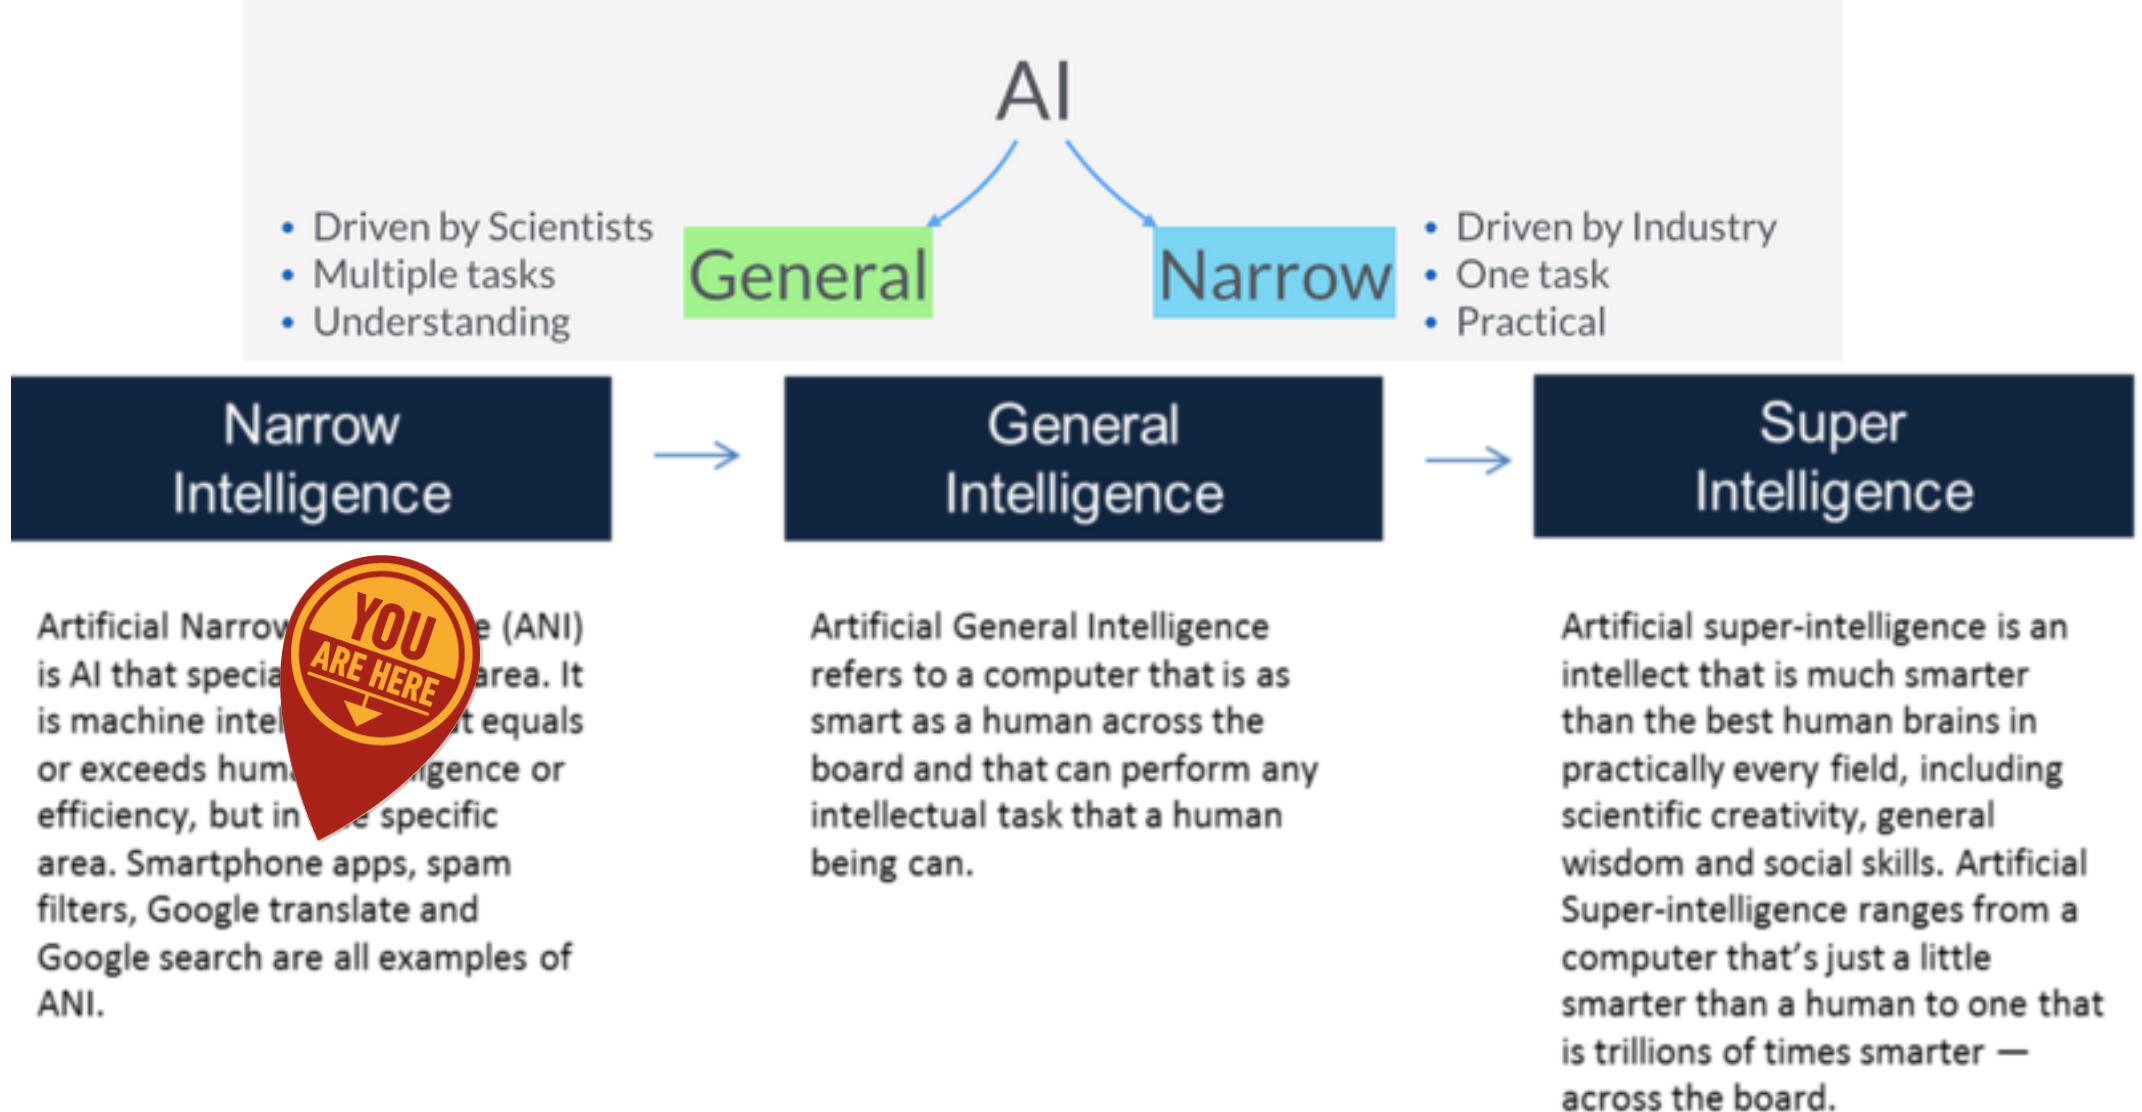 AI
• Driven by Scientists
• Multiple tasks
• Understanding
General
Narrow
• Driven by Industry
• One task
• Practical
Narrow
Intelligence
General
Intelligence
Super
Intelligence
YOU
ARE HERE
Artificial Narrow (ANI)
is AI that area. It
is machine equals
or exceeds or
efficiency, but in specific
area. Smartphone apps, spam
filters, Google translate and
Google search are all examples of
ANI.
Artificial General Intelligence
refers to a computer that is as
smart as a human across the
board and that can perform any
intellectual task that a human
being can.
Artificial super-intelligence is an
intellect that is much smarter
than the best human brains in
practically every field, including
scientific creativity, general
wisdom and social skills. Artificial
Super-intelligence ranges from a
computer that's just a little
smarter than a human to one that
is trillions of times smarter —
across the board.